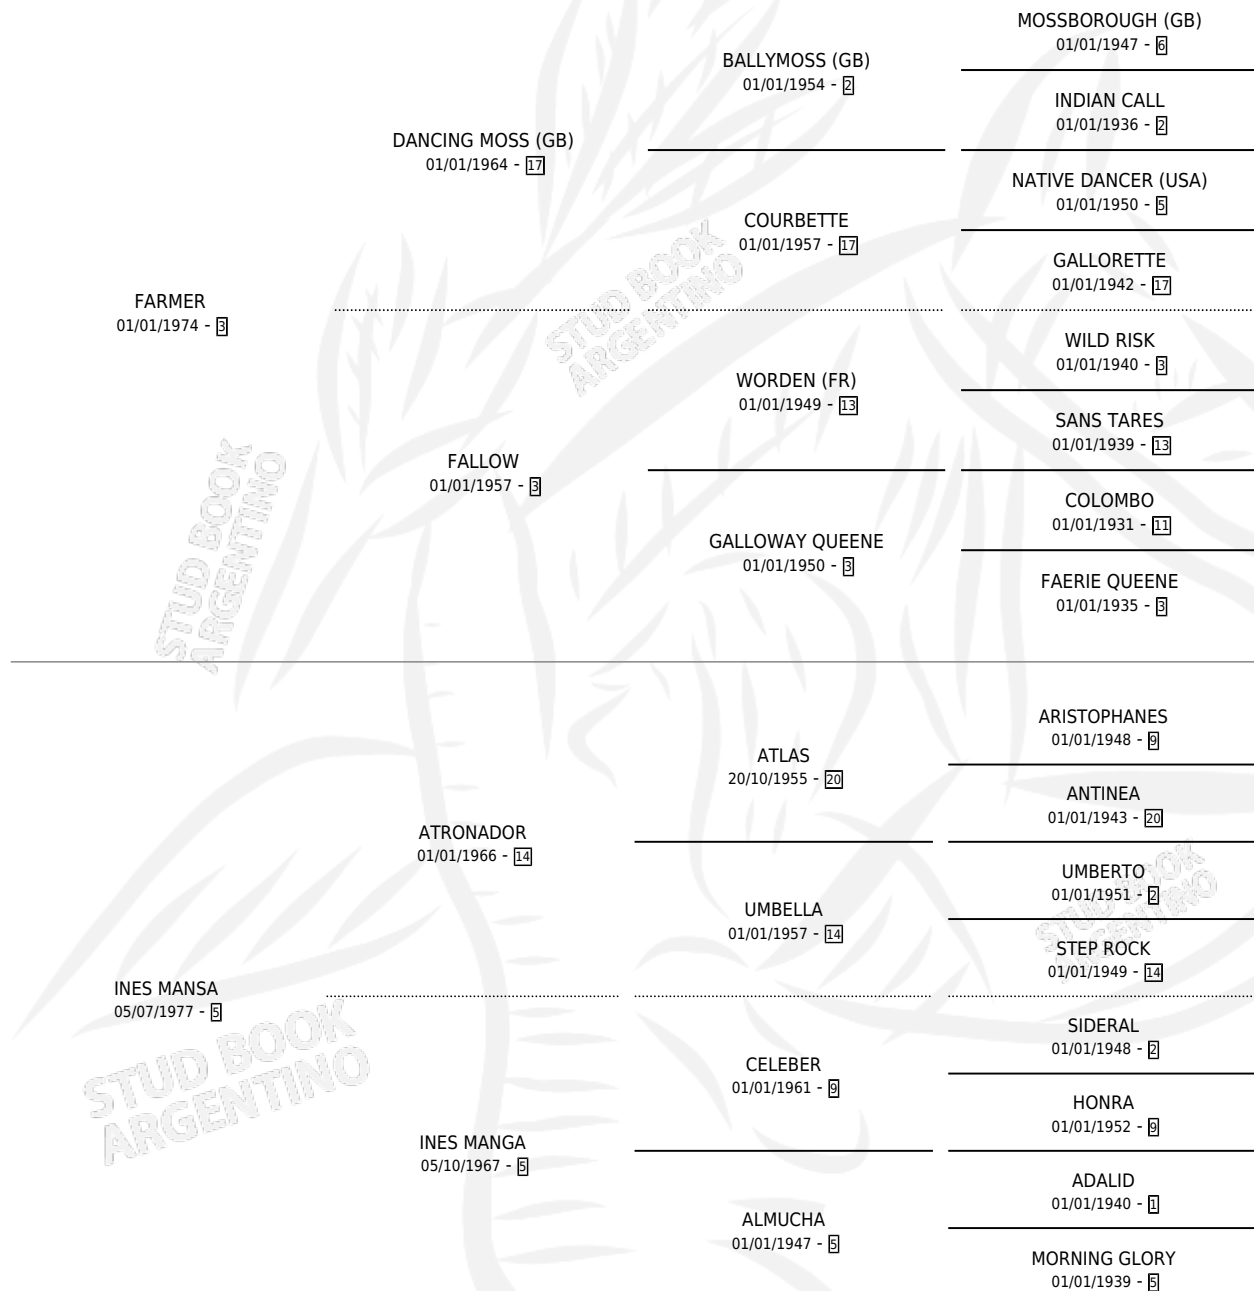 MOSSBOROUGH (GB)
01/01/1947 - 6
BALLYMOSS (GB)
01/01/1954 - 2
INDIAN CALL
01/01/1936 - 2
DANCING MOSS (GB)
01/01/1964 - 17
NATIVE DANCER (USA)
01/01/1950 - 5
COURBETTE
01/01/1957 - 17
GALLORETTE
01/01/1942 - 17
FARMER
01/01/1974 - 3
WILD RISK
01/01/1940 - 3
WORDEN (FR)
01/01/1949 - 13
SANS TARES
01/01/1939 - 13
FALLOW
01/01/1957 - 3
COLOMBO
01/01/1931 - 11
GALLOWAY QUEENE
01/01/1950 - 3
FAERIE QUEENE
01/01/1935 - 3
ARISTOPHANES
01/01/1948 - 9
ATLAS
20/10/1955 - 20
ANTINEA
01/01/1943 - 20
ATRONADOR
01/01/1966 - 14
UMBERTO
01/01/1951 - 2
UMBELLA
01/01/1957 - 14
STEP ROCK
01/01/1949 - 14
INES MANSA
05/07/1977 - 5
SIDERAL
01/01/1948 - 2
CELEBER
01/01/1961 - 9
HONRA
01/01/1952 - 9
INES MANGA
05/10/1967 - 5
ADALID
01/01/1940 - 1
ALMUCHA
01/01/1947 - 5
MORNING GLORY
01/01/1939 - 5
STUD BOOK
ARGENTINO
STUD BOOK
ARGENTINO
STUD BOOK
ARGENTINO
STUD BOOK
ARGENTINO